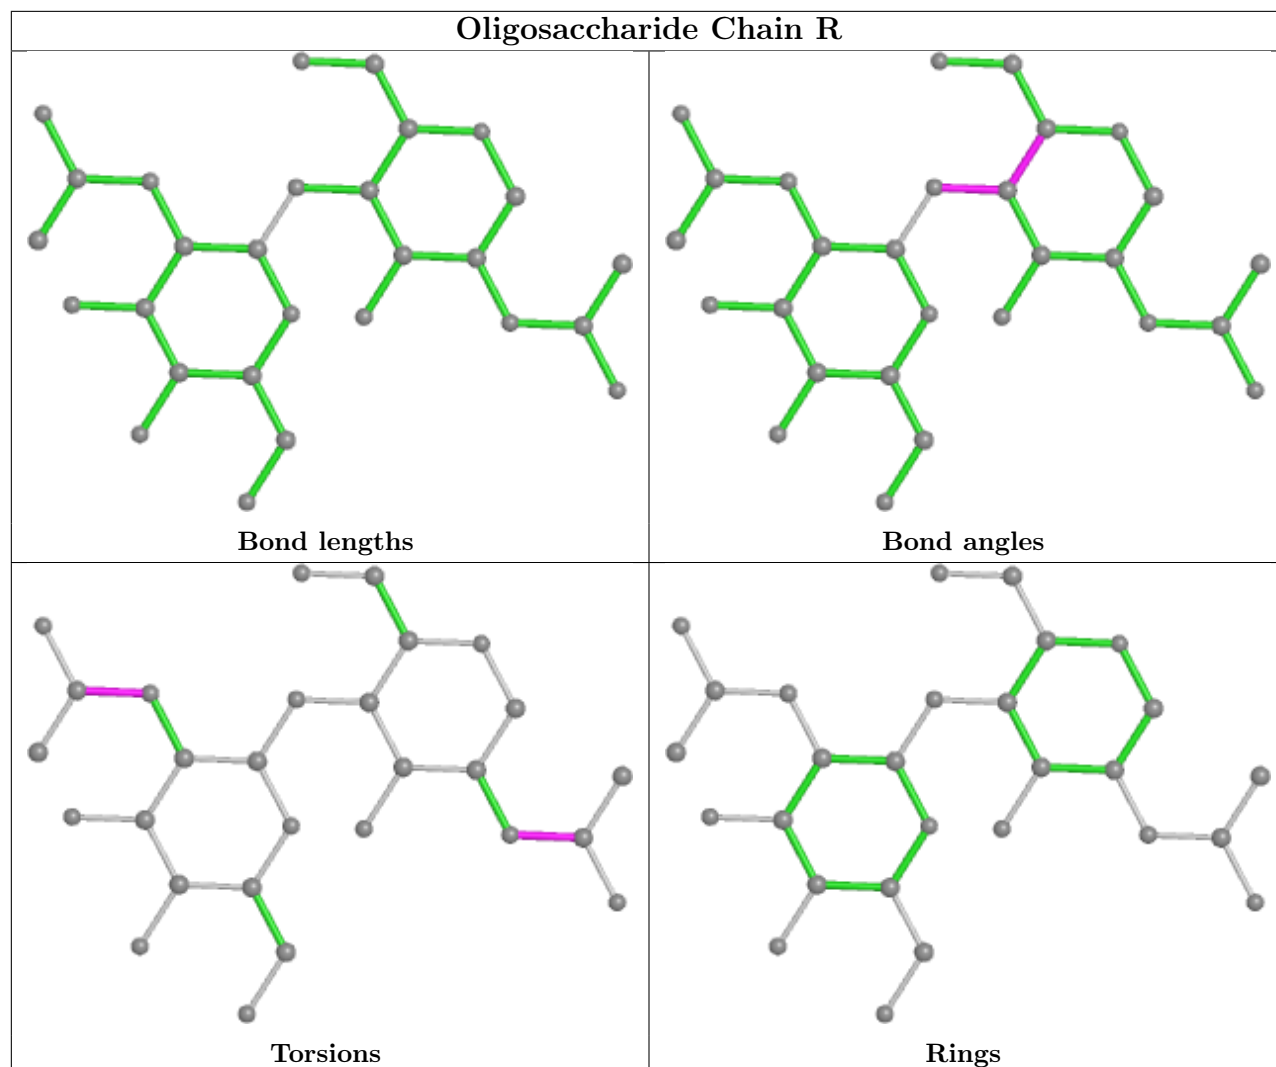 Oligosaccharide Chain R
Bond lengths
Bond angles
Torsions
Rings